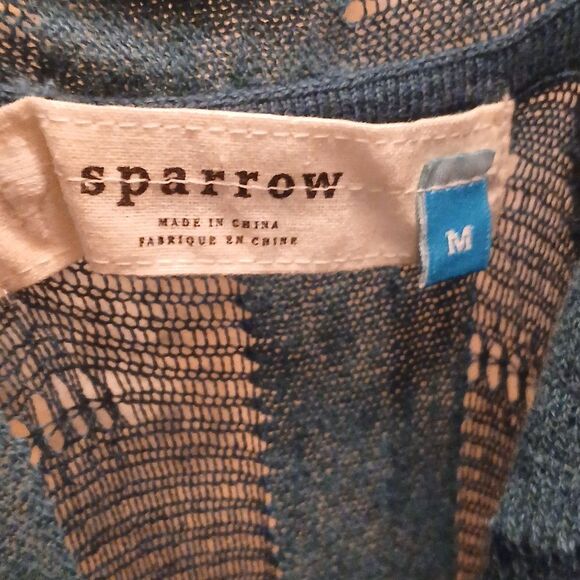 sparrow
MADE IN CHINA
FABRIQUE EN CHINE
M